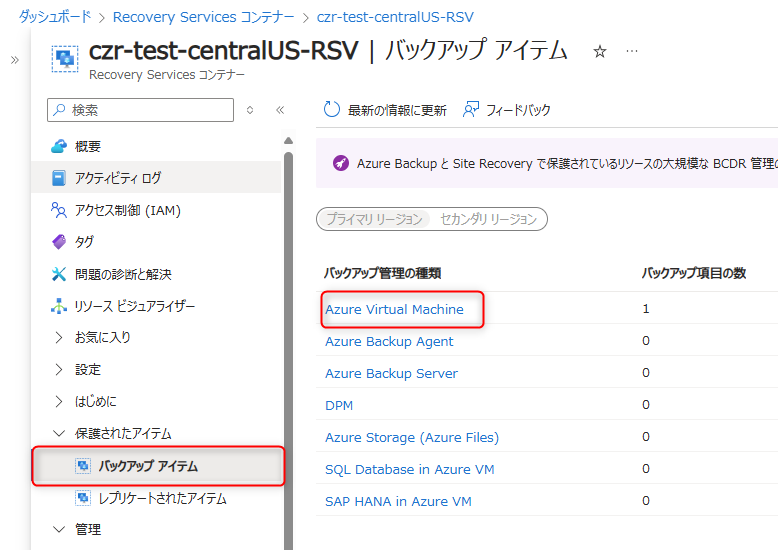 ダッシュボード > Recovery Services コンテナー > czr-test-centralUS-RSV
czr-test-centralUS-RSV | バックアップ アイテム
Recovery Services コンテナー
検索
最新の情報に更新
フィードバック
概要
アクティビティ ログ
アクセス制御 (IAM)
タグ
問題の診断と解決
リソース ビジュアライザー
お気に入り
設定
はじめに
保護されたアイテム
バックアップ アイテム
レプリケートされたアイテム
管理
Azure Backup と Site Recovery で保護されているリソースの大規模な BCDR 管理の
プライマリ リージョン セカンダリ リージョン
バックアップ管理の種類 バックアップ項目の数
Azure Virtual Machine 1
Azure Backup Agent 0
Azure Backup Server 0
DPM 0
Azure Storage (Azure Files) 0
SQL Database in Azure VM 0
SAP HANA in Azure VM 0